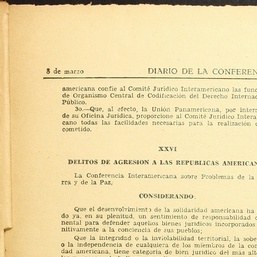 8 de marzo DIARIO DE LA CONFEREN
americana confíe al Comité Jurídico Interamericano las fun
de Organismo Central de Codificación del Derecho Interna
Público.
3o.—Que, al efecto, la Unión Panamericana, por interm
de su Oficina Jurídica, proporcione al Comité Jurídico Intera
cano todas las facilidades necesarias para la realización d
cometido.
XXVI
DELITOS DE AGRESION A LAS REPUBLICAS AMERICAN
La Conferencia Interamericana sobre Problemas de la
rra y de la Paz,
CONSIDERANDO
Que el desenvolvimiento de la solidaridad americana ha
do ya, en su plenitud, un sentimiento de responsabilidad
mental para defender aquellos bienes jurídicos incorpora
nitivamente a la conciencia de sus pueblos;
Que la integridad o la inviolabilidad territorial, la sobe
o la independencia de cualquiera de los miembros de la con
dad americana, tiene categoría de bien jurídico del más al